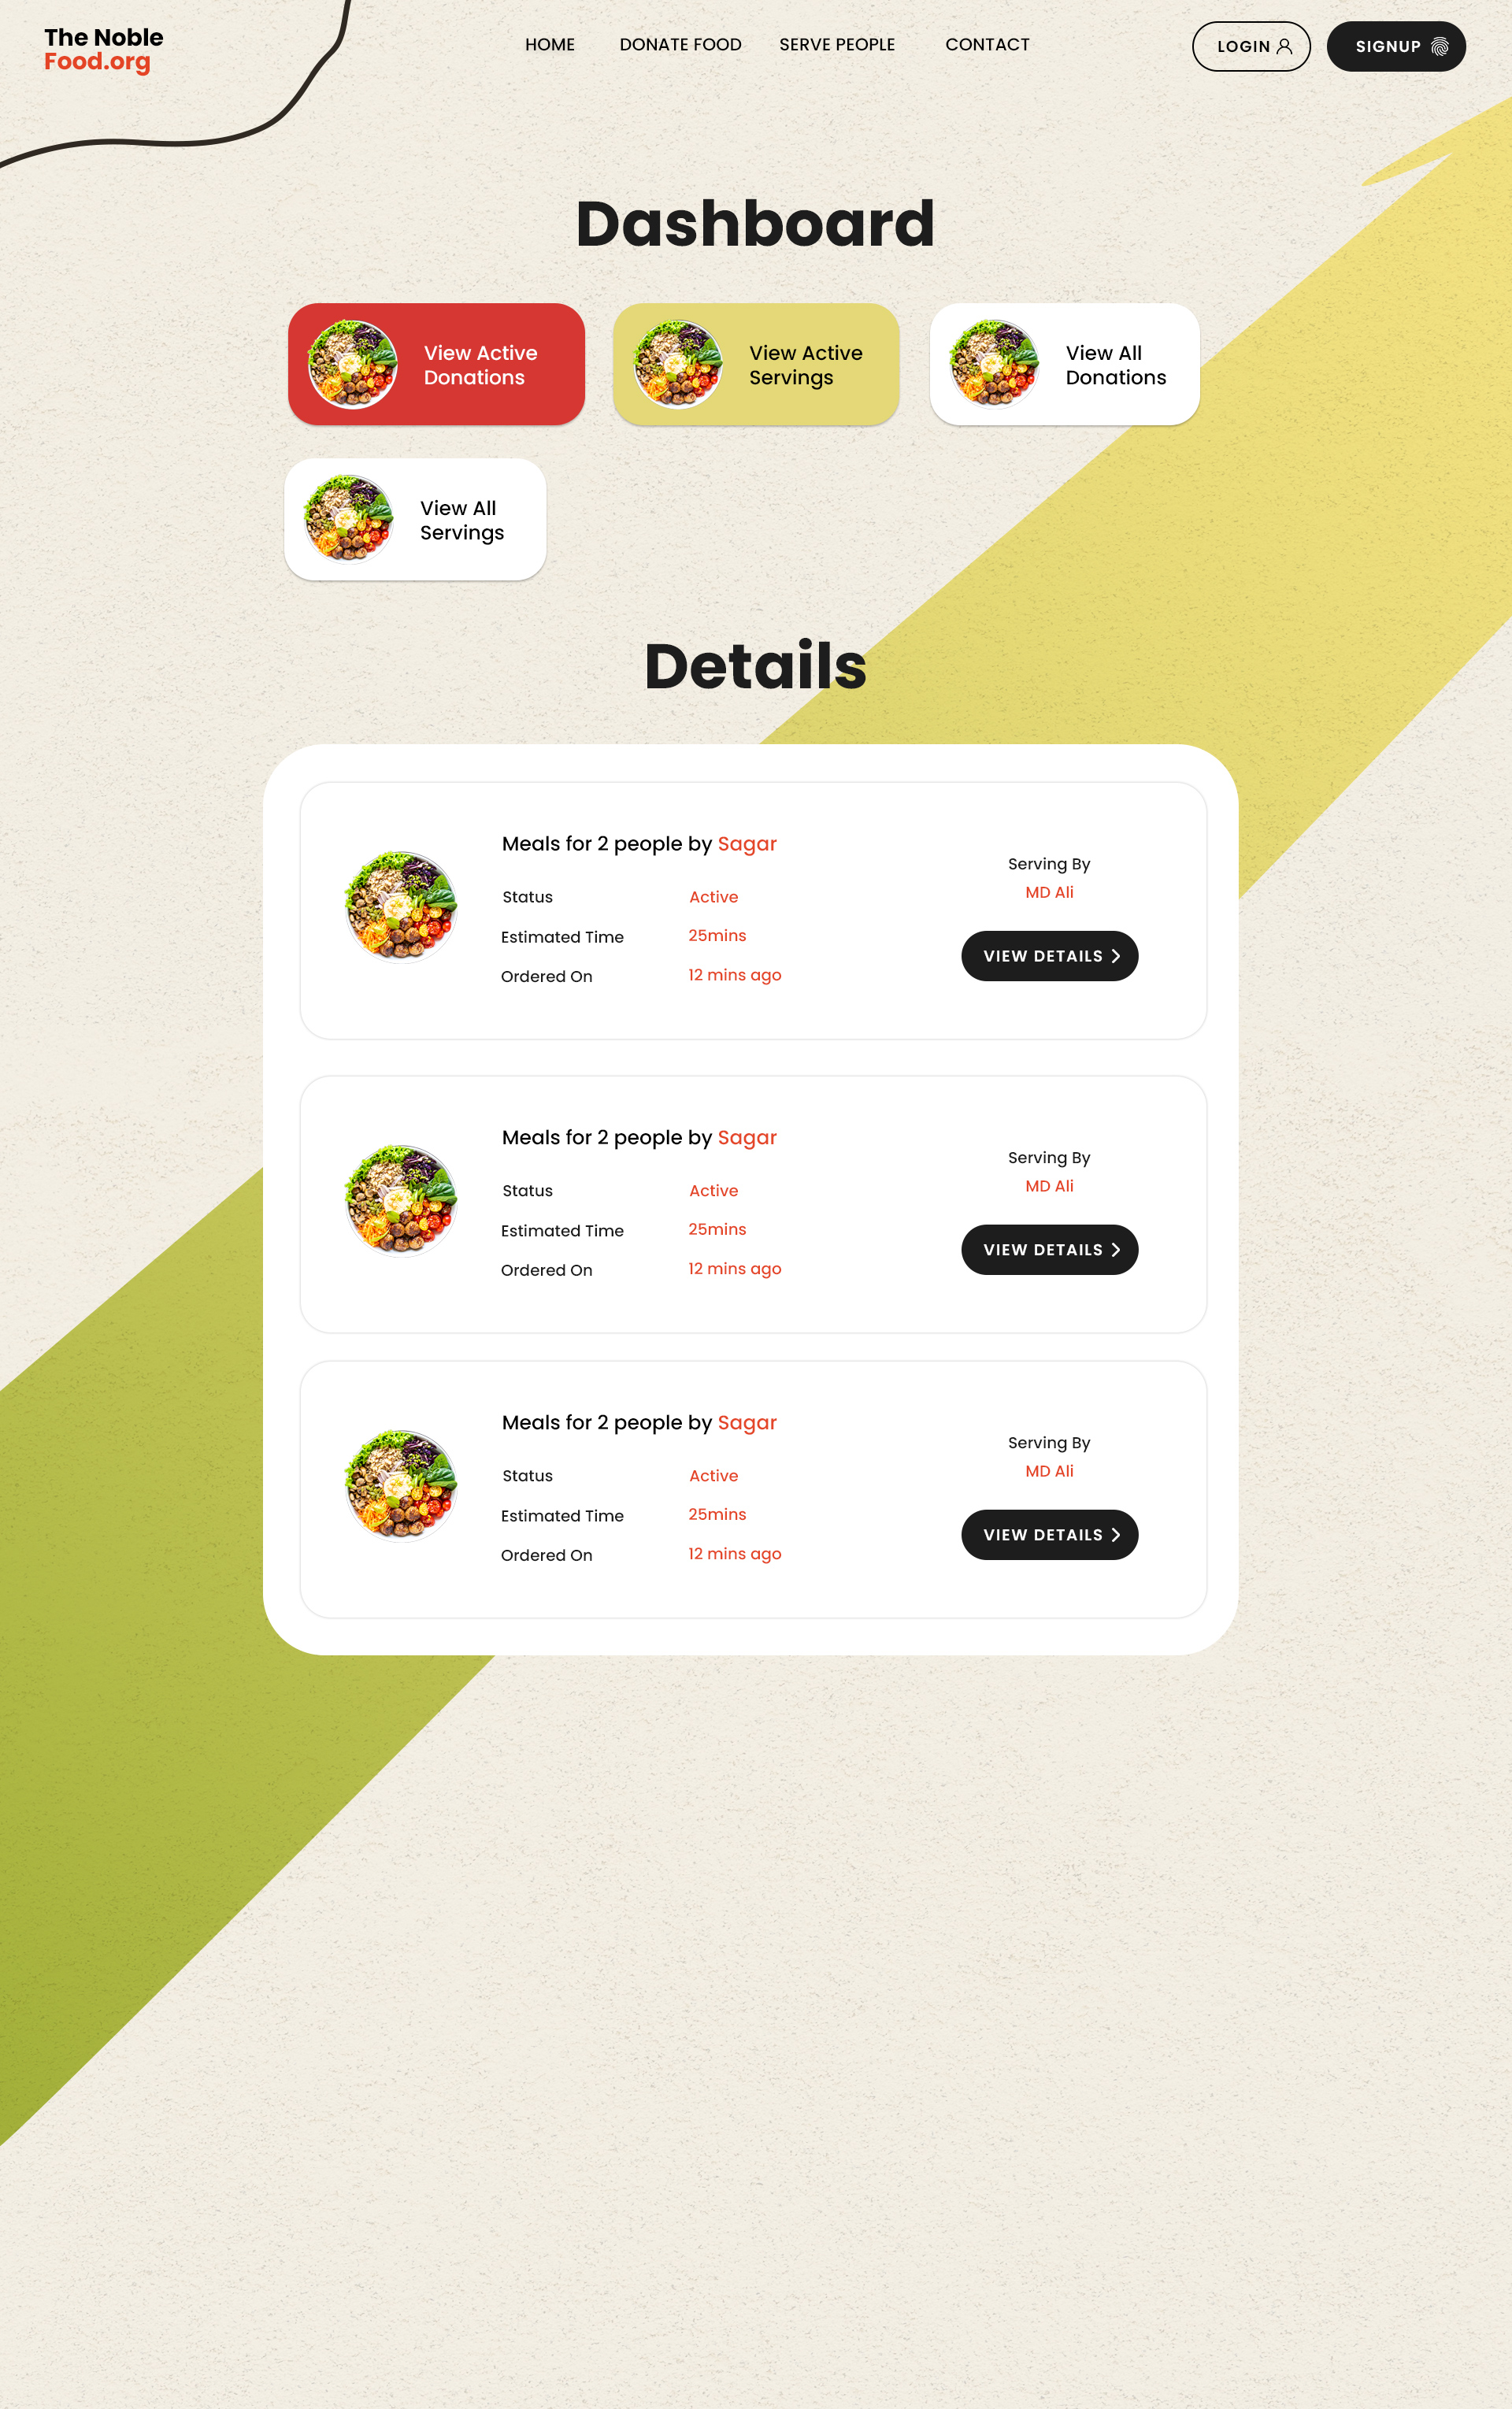 The Noble
Food.org
HOME DONATE FOOD SERVE PEOPLE CONTACT
LOGIN
SIGNUP
Dashboard
View Active
Donations
View Active
Servings
View All
Donations
View All
Servings
Details
Meals for 2 people by Sagar
Status Active
Estimated Time 25mins
Ordered On 12 mins ago
Serving By
MD Ali
VIEW DETAILS
Meals for 2 people by Sagar
Status Active
Estimated Time 25mins
Ordered On 12 mins ago
Serving By
MD Ali
VIEW DETAILS
Meals for 2 people by Sagar
Status Active
Estimated Time 25mins
Ordered On 12 mins ago
Serving By
MD Ali
VIEW DETAILS